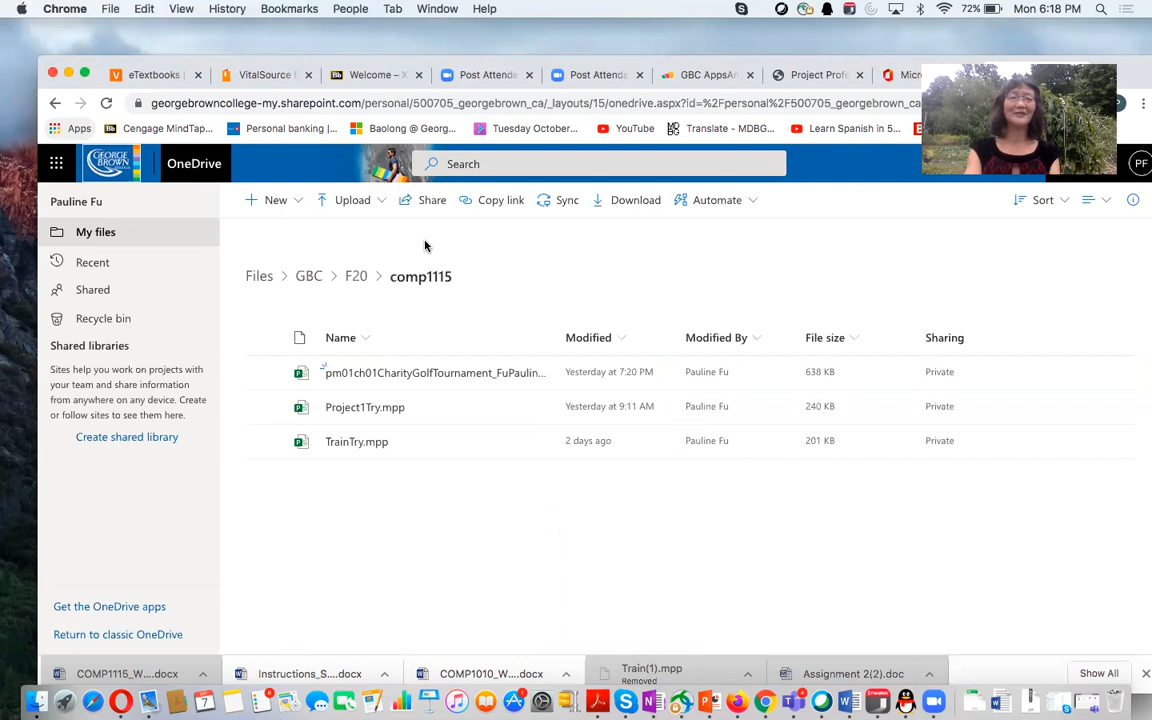 Chrome File Edit View History Bookmarks People Tab Window Help 72% Mon 6:18 PM
eTextbooks | VitalSource Bb Welcome – X Post Attende Post Attende GBC AppsAn Project Profe Micr
georgebrowncollege-my.sharepoint.com/personal/500705_georgebrown_ca/_layouts/15/onedrive.aspx?id=%2Fpersonal%2F500705_georgebrown_ca%
Apps Bb Cengage MindTap... Personal banking |... Baolong @ Georg... Tuesday October... YouTube Translate - MDBG... Learn Spanish in 5...
GEORGE BROWN OneDrive Search PF
Pauline Fu
New Upload Share Copy link Sync Download Automate Sort
My files
Recent
Shared
Recycle bin
Shared libraries
Sites help you work on projects with
your team and share information
from anywhere on any device. Create
or follow sites to see them here.
Create shared library
Get the OneDrive apps
Return to classic OneDrive
Files > GBC > F20 > comp1115
Name Modified Modified By File size Sharing
pm01ch01CharityGolfTournament_FuPaulin... Yesterday at 7:20 PM Pauline Fu 638 KB Private
Project1Try.mpp Yesterday at 9:11 AM Pauline Fu 240 KB Private
TrainTry.mpp 2 days ago Pauline Fu 201 KB Private
COMP1115_W....docx Instructions_S....docx COMP1010_W....docx Train(1).mpp Assignment 2(2).doc Show All
Removed